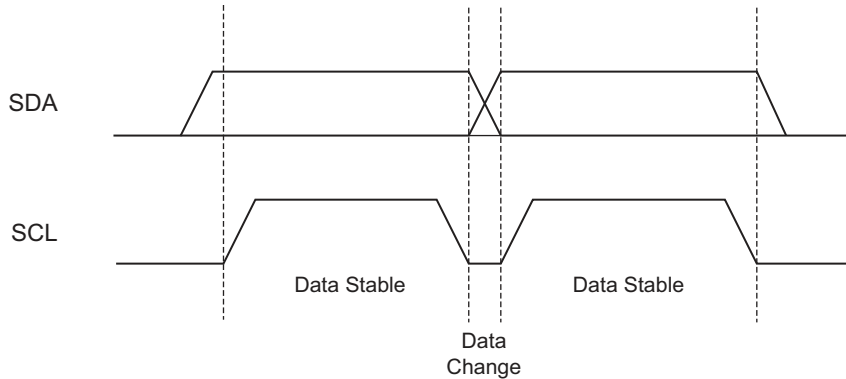 SDA
SCL
Data Stable
Data Stable
Data
Change